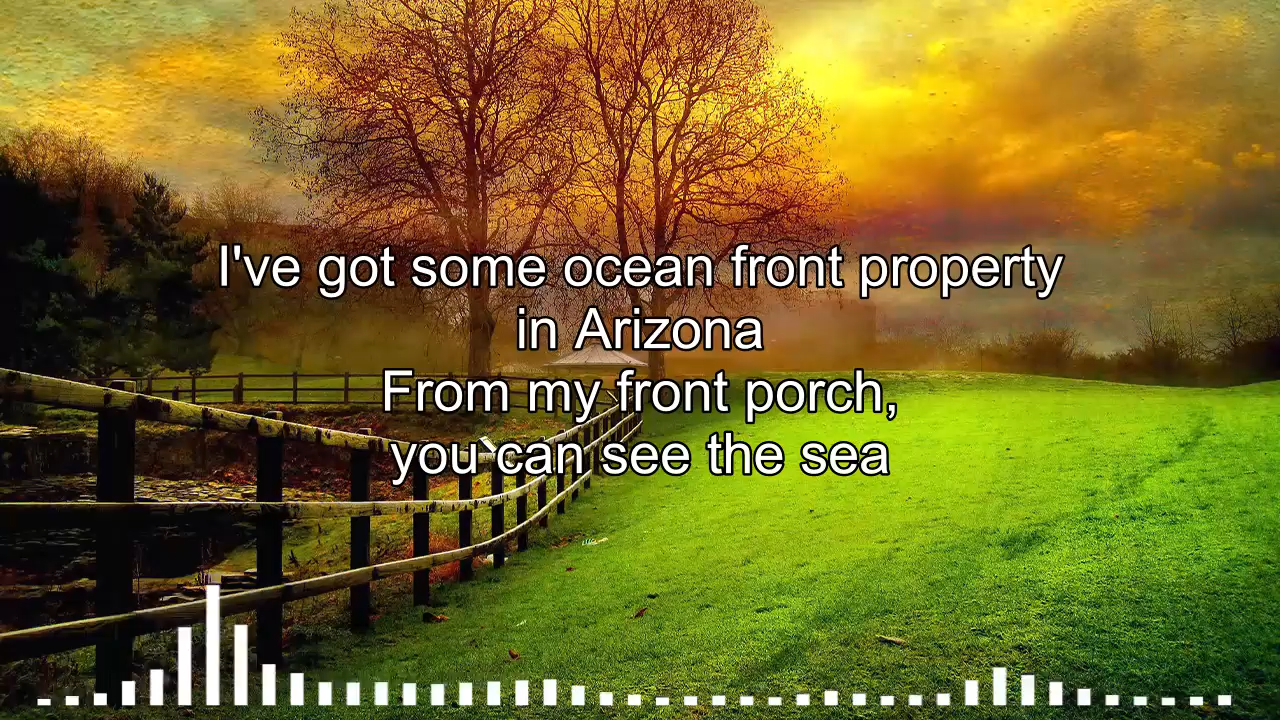 I've got some ocean front property
in Arizona
From my front porch,
you can see the sea